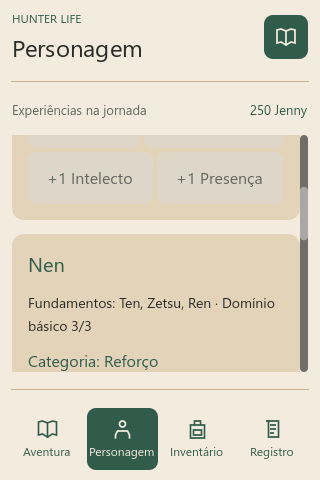 HUNTER LIFE
Personagem
Experiências na jornada 250 Jenny
+1 Intelecto +1 Presença
Nen
Fundamentos: Ten, Zetsu, Ren · Domínio
básico 3/3
Categoria: Reforço
Aventura Personagem Inventário Registro